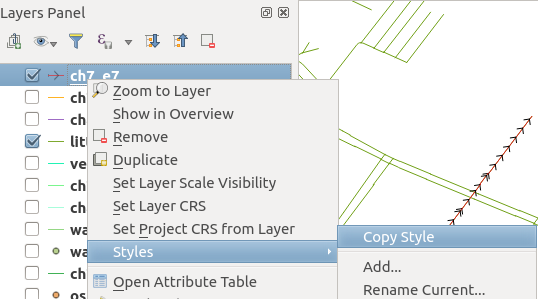 Layers Panel
ch7_e7
ch
ch
litt
ve
ch
ch
wa
wa
ch
os
Zoom to Layer
Show in Overview
Remove
Duplicate
Set Layer Scale Visibility
Set Layer CRS
Set Project CRS from Layer
Styles
Open Attribute Table
Copy Style
Add...
Rename Current...